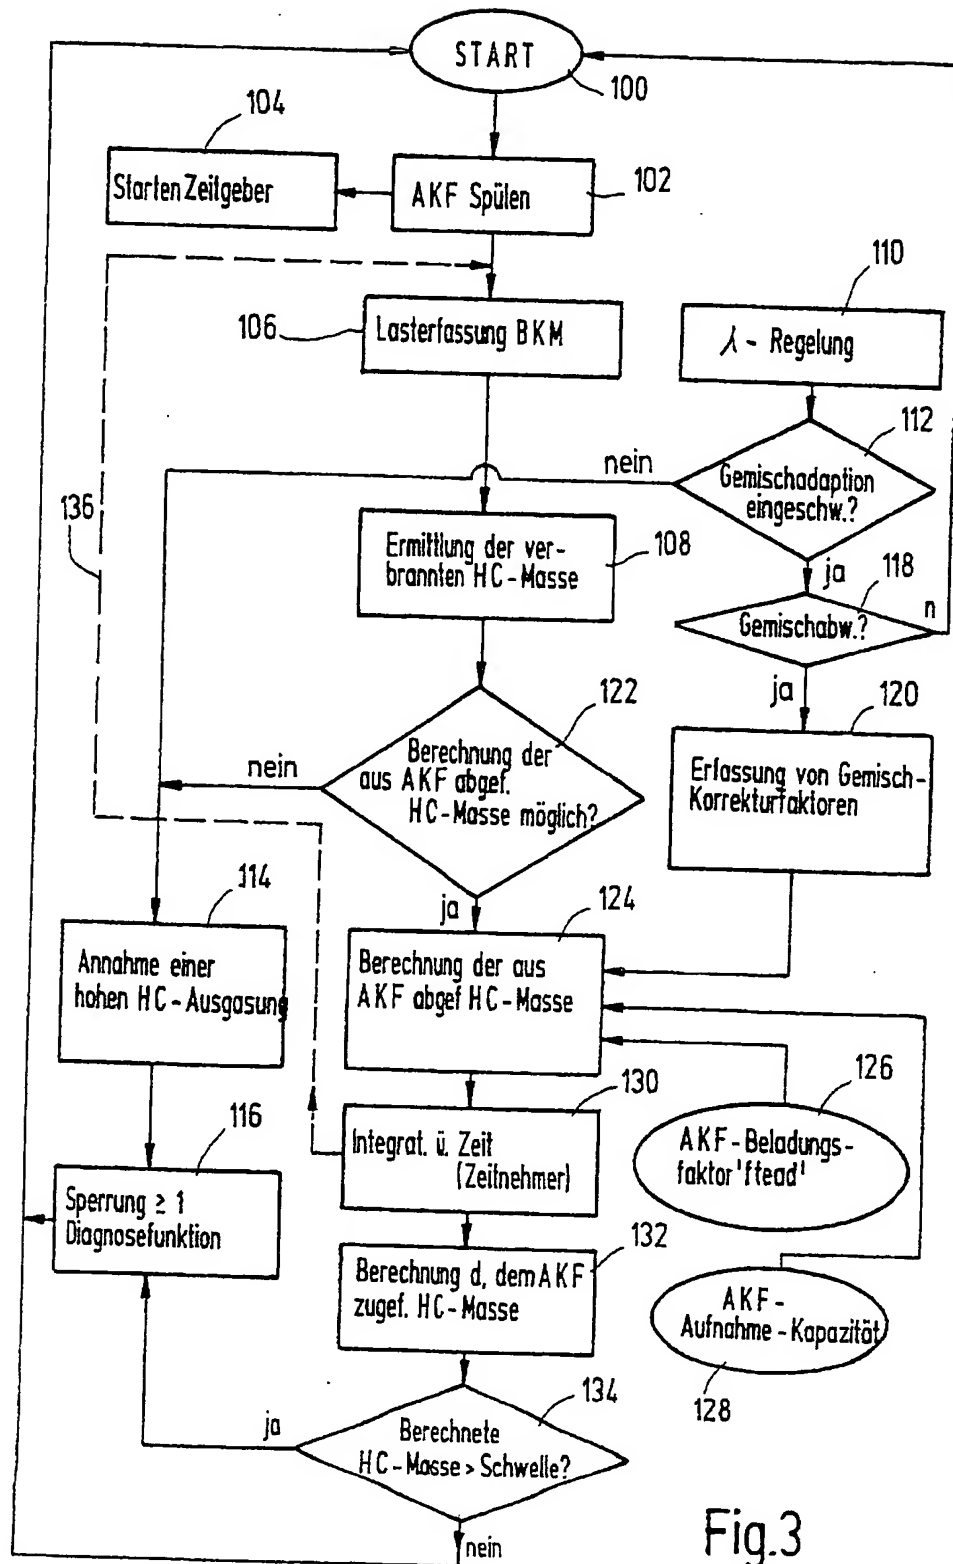 START
100
104
Starten Zeitgeber
AKF Spülen
102
106
Lasterfassung BKM
110
λ - Regelung
112
nein
Gemischadaption
eingeschw.?
136
Ermittlung der ver-
brannten HC-Masse
108
ja
118
Gemischabw.?
n
ja
122
120
nein
Berechnung der
aus AKF abgef.
HC-Masse möglich?
Erfassung von Gemisch-
Korrekturfaktoren
114
ja
124
Annahme einer
hohen HC-Ausgasung
Berechnung der aus
AKF abgef HC-Masse
126
130
116
Integrat. ü. Zeit
(Zeitnehmer)
AKF-Beladungs-
faktor 'ftead'
Sperrung ≥ 1
Diagnosefunktion
132
Berechnung d, dem AKF
zugef. HC-Masse
AKF-
Aufnahme-Kapazität
128
134
ja
Berechnete
HC-Masse > Schwelle?
nein
Fig.3